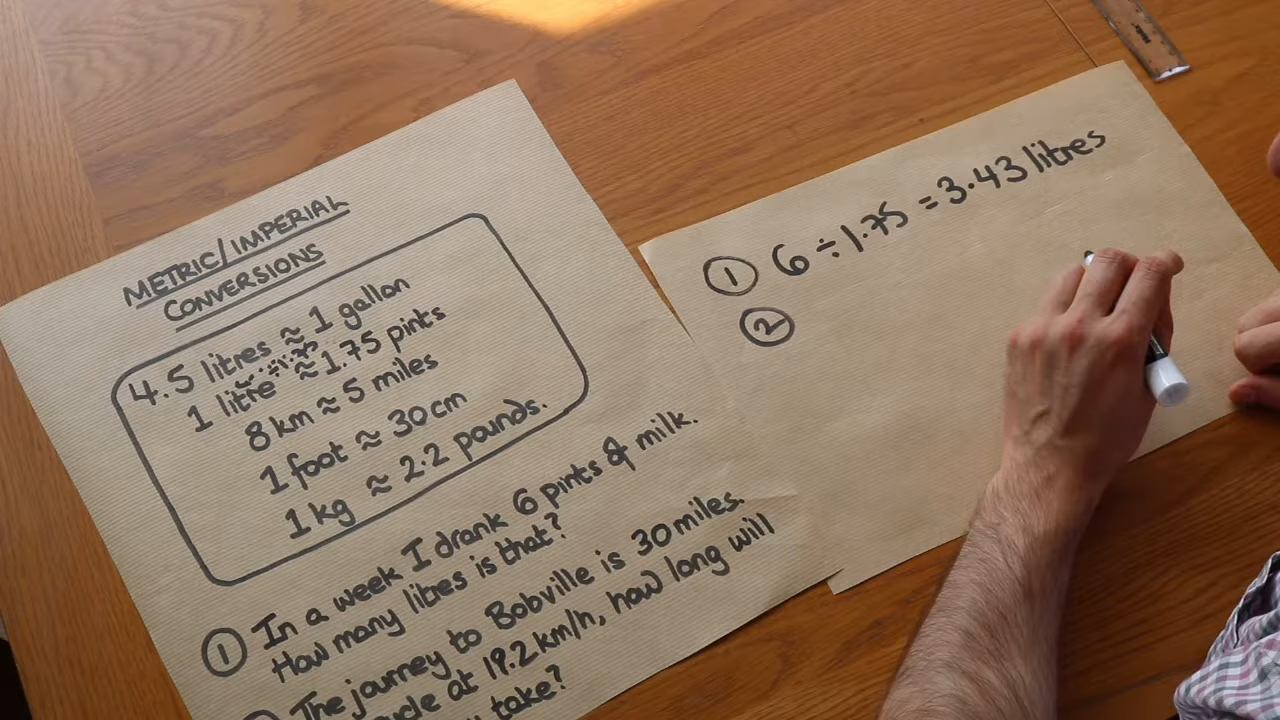 METRIC/IMPERIAL
CONVERSIONS
4.5 litres ≈ 1 gallon
1 litre ≈ 1.75 pints
8 km ≈ 5 miles
1 foot ≈ 30 cm
1 kg ≈ 2.2 pounds.
1 In a week I drank 6 pints of milk.
How many litres is that?
The journey to Bobville is 30 miles.
at 19.2 km/h, how long will
take?
1 6 ÷ 1.75 = 3.43 litres
2